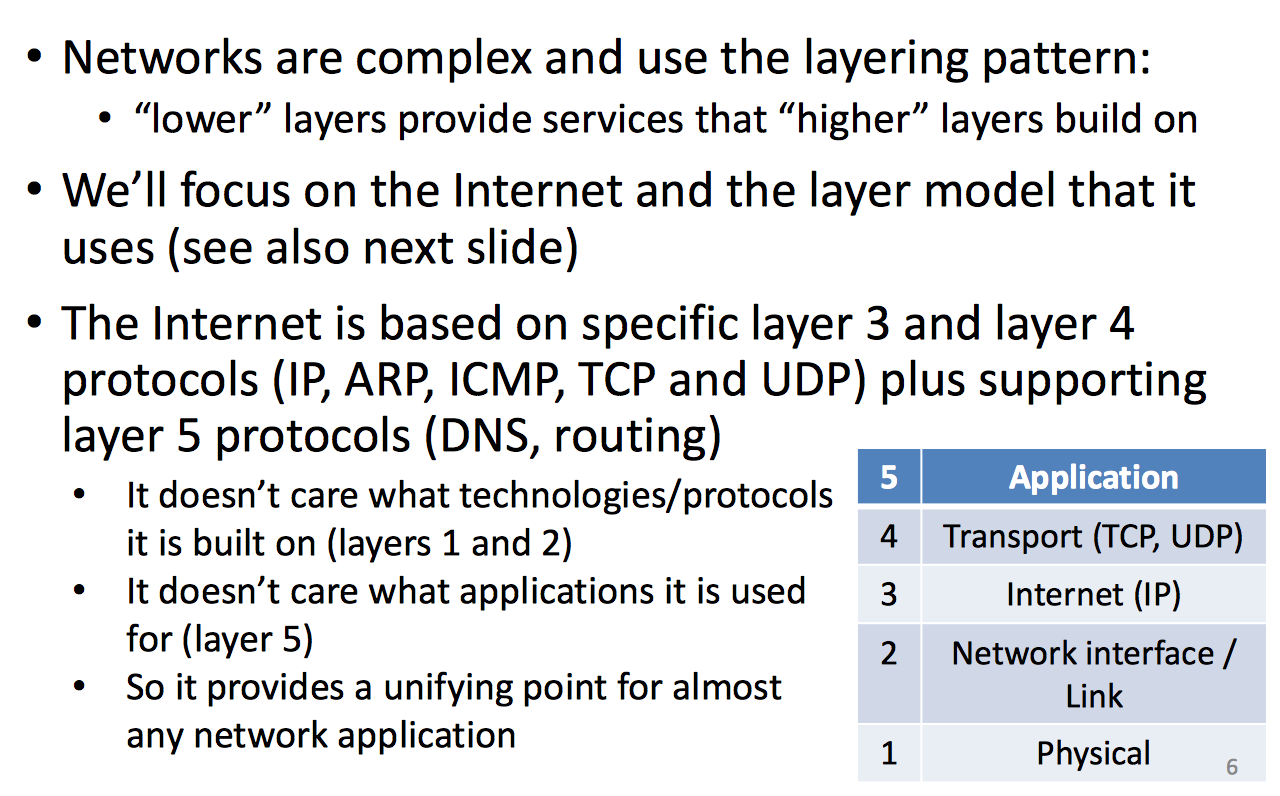 • Networks are complex and use the layering pattern:
• “lower” layers provide services that “higher” layers build on
• We’ll focus on the Internet and the layer model that it
uses (see also next slide)
• The Internet is based on specific layer 3 and layer 4
protocols (IP, ARP, ICMP, TCP and UDP) plus supporting
layer 5 protocols (DNS, routing)
• It doesn’t care what technologies/protocols
it is built on (layers 1 and 2)
• It doesn’t care what applications it is used
for (layer 5)
• So it provides a unifying point for almost
any network application
5 Application
4 Transport (TCP, UDP)
3 Internet (IP)
2 Network interface /
Link
1 Physical
6